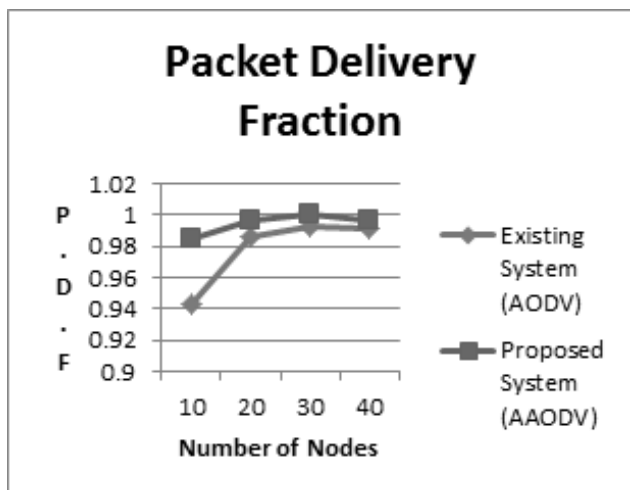 Packet Delivery
Fraction
P.D.F
1.02
1
0.98
0.96
0.94
0.92
0.9
10 20 30 40
Number of Nodes
Existing
System
(AODV)
Proposed
System
(AAODV)